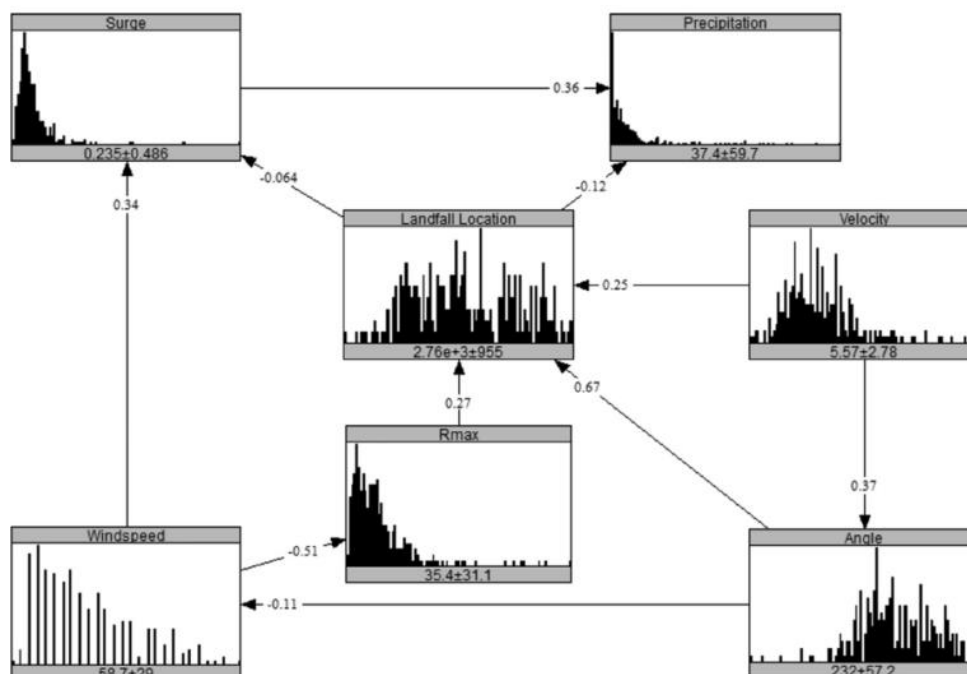 Surge
Precipitation
0.36
0.235±0.486
37.4±59.7
-0.064
-0.12
0.34
Landfall Location
Velocity
0.25
2.76e+3±955
5.57±2.78
0.67
0.27
Rmax
0.37
Windspeed
-0.51
Angle
35.4±31.1
-0.11
58.7±29
232±57.2